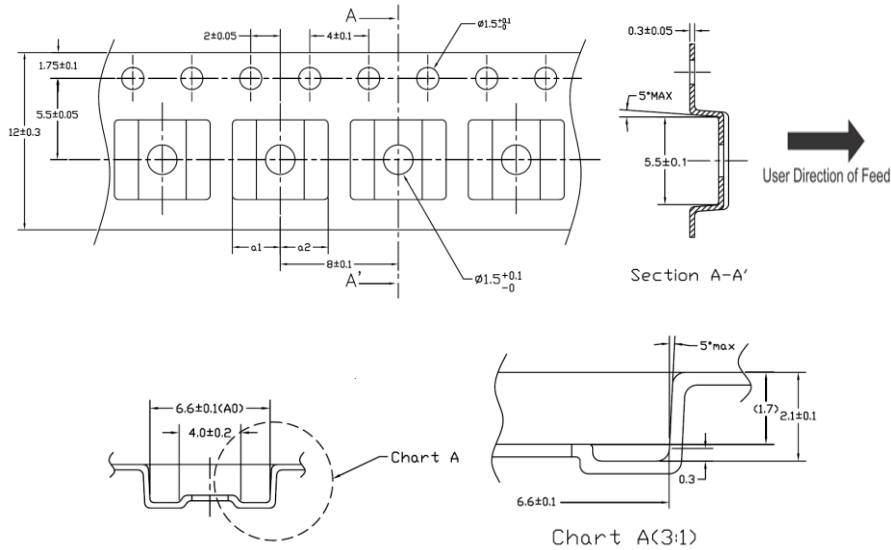 A
2±0.05
4±0.1
Ø1.5+0.1
-0
1.75±0.1
5.5±0.05
12±0.3
a1
a2
8±0.1
A'
Ø1.5+0.1
-0
0.3±0.05
5°MAX
5.5±0.1
User Direction of Feed
Section A-A'
6.6±0.1(A0)
4.0±0.2
Chart A
5°max
(1.7)
2.1±0.1
0.3
6.6±0.1
Chart A(3:1)